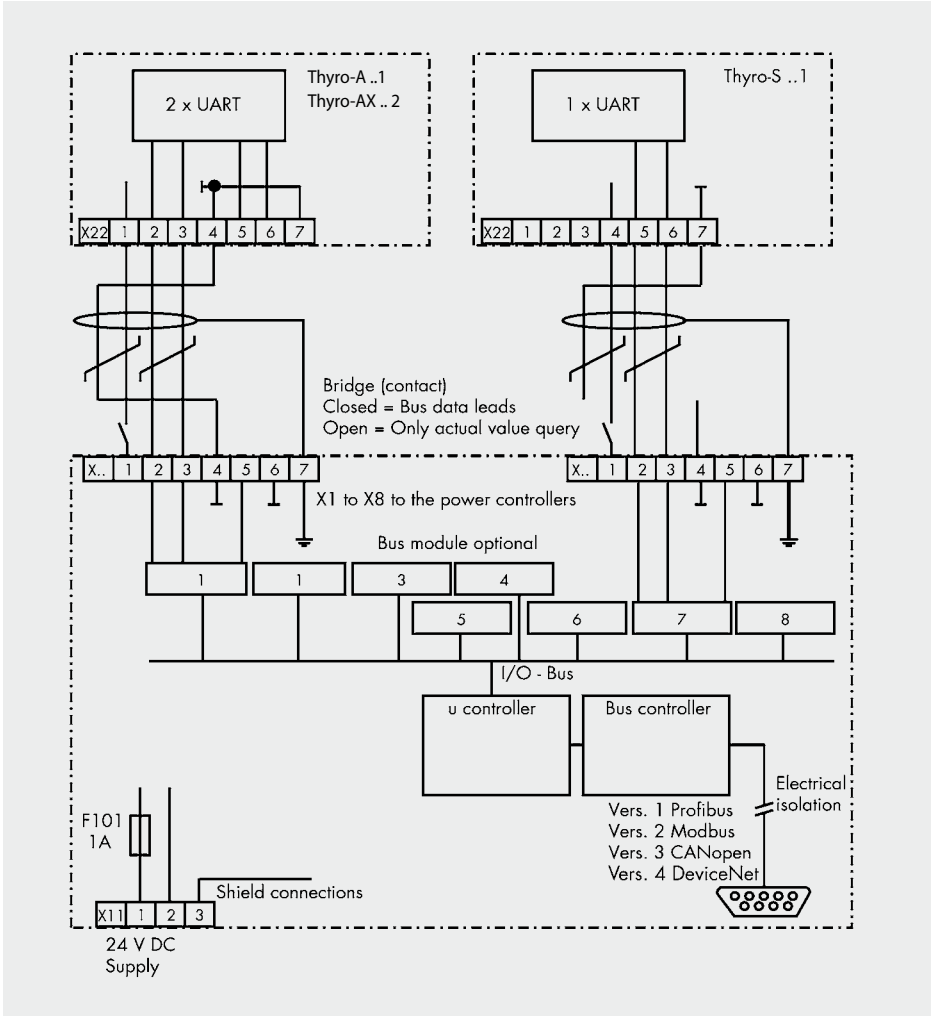 Thyro-A ..1
Thyro-AX .. 2
2 x UART
X22 1 2 3 4 5 6 7
Thyro-S ..1
1 x UART
X22 1 2 3 4 5 6 7
Bridge (contact)
Closed = Bus data leads
Open = Only actual value query
X.. 1 2 3 4 5 6 7
X.. 1 2 3 4 5 6 7
X1 to X8 to the power controllers
Bus module optional
1 1 3 4
5 6 7 8
I/O - Bus
u controller
Bus controller
Electrical
isolation
Vers. 1 Profibus
Vers. 2 Modbus
Vers. 3 CANopen
Vers. 4 DeviceNet
F101
1A
Shield connections
X11 1 2 3
24 V DC
Supply